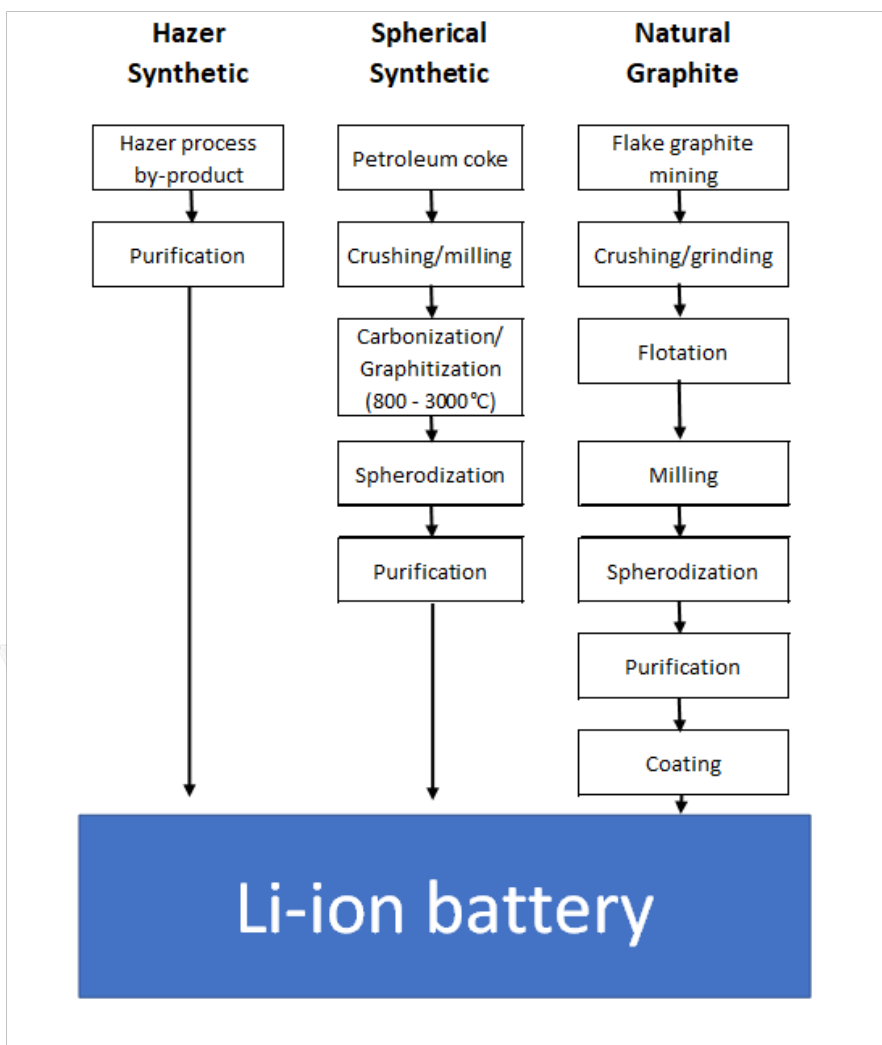 Hazer
Synthetic
Spherical
Synthetic
Natural
Graphite
Hazer process
by-product
Purification
Petroleum coke
Crushing/milling
Carbonization/
Graphitization
(800 - 3000°C)
Spherodization
Purification
Flake graphite
mining
Crushing/grinding
Flotation
Milling
Spherodization
Purification
Coating
Li-ion battery